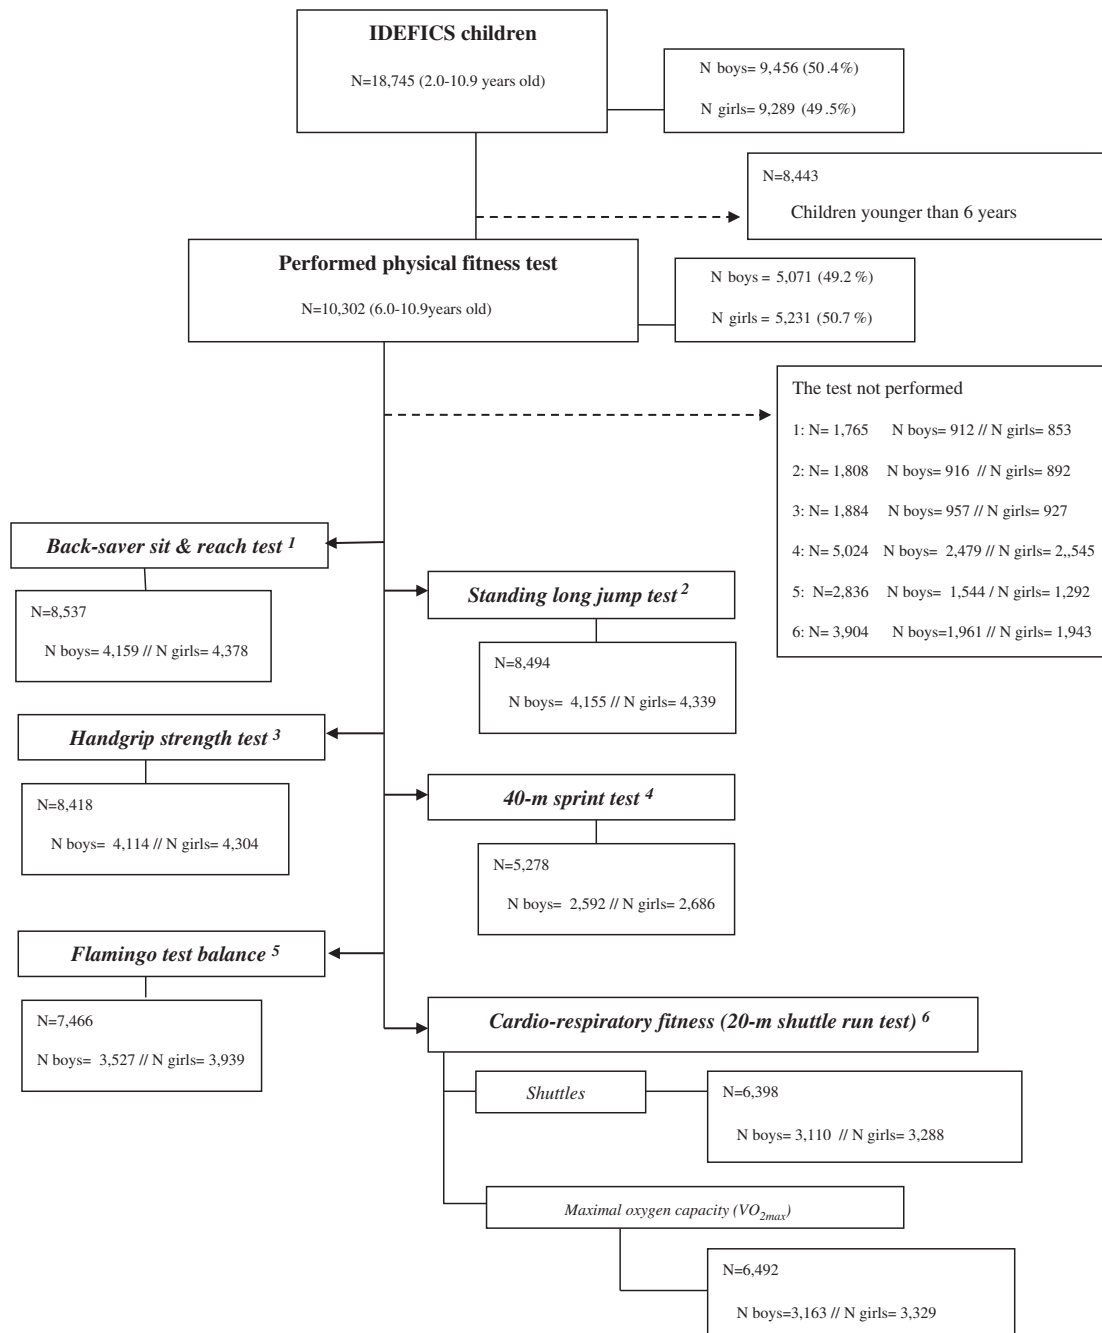 IDEFICS children
N=18,745 (2.0-10.9 years old)
N boys= 9,456 (50.4%)
N girls= 9,289 (49.5%)
N=8,443
Children younger than 6 years
Performed physical fitness test
N=10,302 (6.0-10.9years old)
N boys = 5,071 (49.2%)
N girls = 5,231 (50.7%)
The test not performed
1: N= 1,765 N boys= 912 // N girls= 853
2: N= 1,808 N boys= 916 // N girls= 892
3: N= 1,884 N boys= 957 // N girls= 927
4: N= 5,024 N boys= 2,479 // N girls= 2,,545
5: N=2,836 N boys= 1,544 / N girls= 1,292
6: N= 3,904 N boys=1,961 // N girls= 1,943
Back-saver sit & reach test 1
N=8,537
N boys= 4,159 // N girls= 4,378
Standing long jump test 2
N=8,494
N boys= 4,155 // N girls= 4,339
Handgrip strength test 3
N=8,418
N boys= 4,114 // N girls= 4,304
40-m sprint test 4
N=5,278
N boys= 2,592 // N girls= 2,686
Flamingo test balance 5
N=7,466
N boys= 3,527 // N girls= 3,939
Cardio-respiratory fitness (20-m shuttle run test) 6
Shuttles
N=6,398
N boys= 3,110 // N girls= 3,288
Maximal oxygen capacity (VO2max)
N=6,492
N boys=3,163 // N girls= 3,329